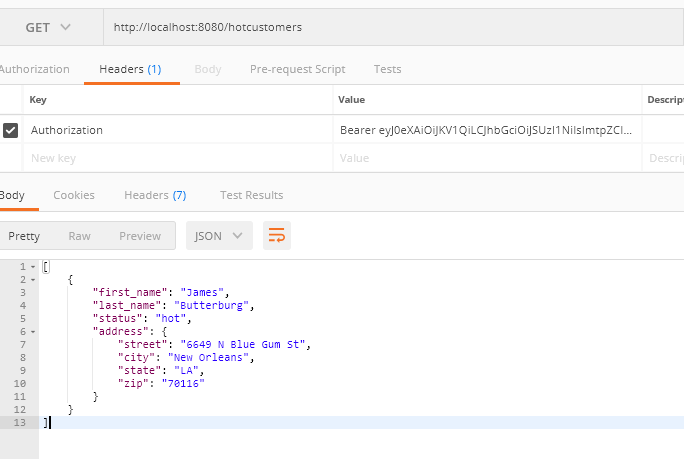 GET http://localhost:8080/hotcustomers
Authorization Headers (1) Body Pre-request Script Tests
Key Value Descrip
Authorization Bearer eyJ0eXAiOiJKV1QiLCJhbGciOiJSUzI1NiIsImtpZCI...
New key Value Descri
Body Cookies Headers (7) Test Results
Pretty Raw Preview JSON
1 [
2 {
3 "first_name": "James",
4 "last_name": "Butterburg",
5 "status": "hot",
6 "address": {
7 "street": "6649 N Blue Gum St",
8 "city": "New Orleans",
9 "state": "LA",
10 "zip": "70116"
11 }
12 }
13 ]